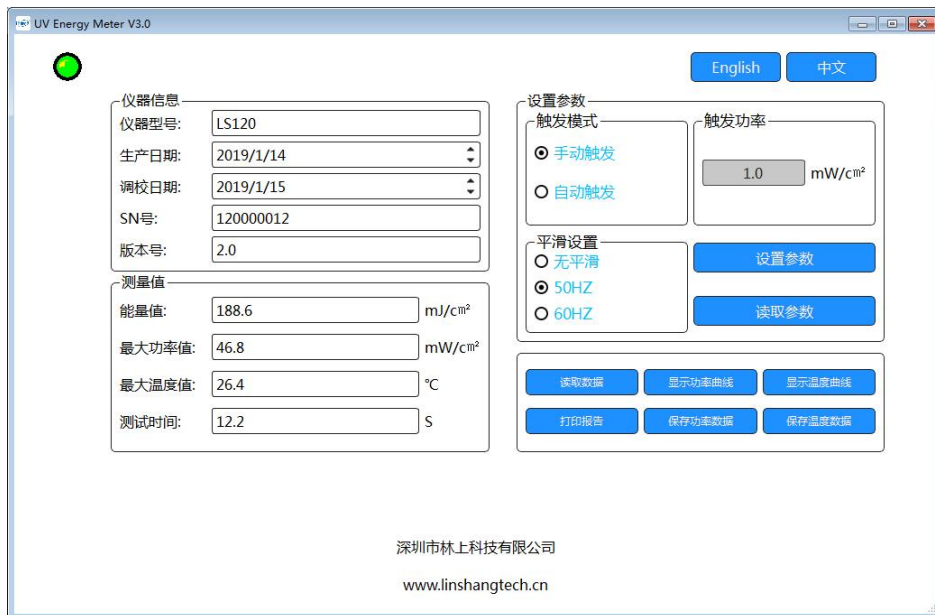 UV Energy Meter V3.0
English 中文
仪器信息
仪器型号: LS120
生产日期: 2019/1/14
调校日期: 2019/1/15
SN号: 120000012
版本号: 2.0
测量值
能量值: 188.6 mJ/c㎡
最大功率值: 46.8 mW/c㎡
最大温度值: 26.4 ℃
测试时间: 12.2 S
设置参数
触发模式
手动触发
自动触发
触发功率
1.0 mW/c㎡
平滑设置
无平滑
50HZ
60HZ
设置参数
读取参数
读取数据 显示功率曲线 显示温度曲线
打印报告 保存功率数据 保存温度数据
深圳市林上科技有限公司
www.linshangtech.cn